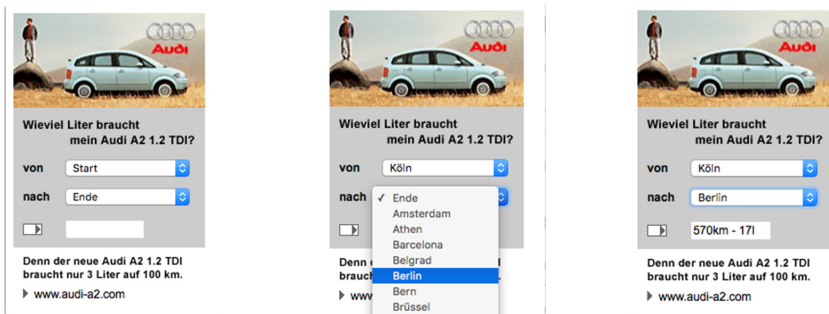 Audi
Wieviel Liter braucht
mein Audi A2 1.2 TDI?
von Start
nach Ende
Denn der neue Audi A2 1.2 TDI
braucht nur 3 Liter auf 100 km.
www.audi-a2.com
Audi
Wieviel Liter braucht
mein Audi A2 1.2 TDI?
von Köln
nach ✓ Ende
Amsterdam
Athen
Barcelona
Belgrad
Berlin
Bern
Brüssel
Denn
I
www
Audi
Wieviel Liter braucht
mein Audi A2 1.2 TDI?
von Köln
nach Berlin
570km - 17l
Denn der neue Audi A2 1.2 TDI
braucht nur 3 Liter auf 100 km.
www.audi-a2.com